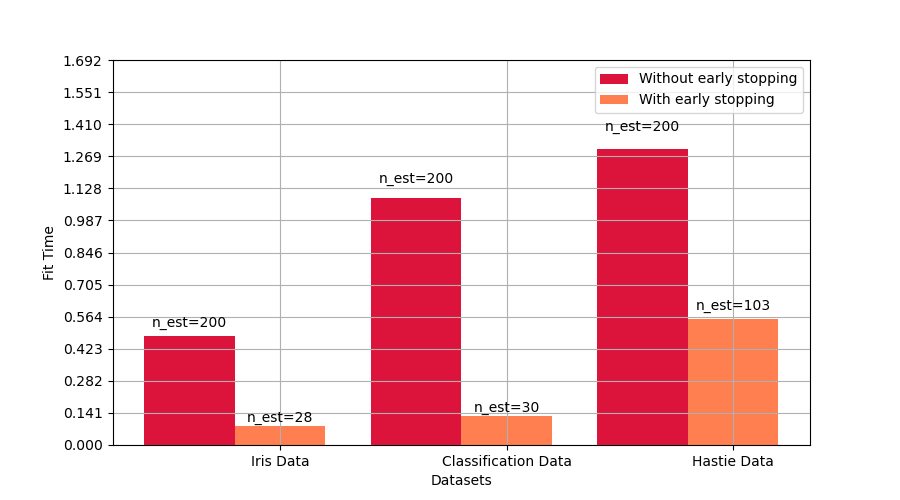 1.692
1.551
1.410
1.269
1.128
0.987
0.846
0.705
0.564
0.423
0.282
0.141
0.000
Fit Time
Without early stopping
With early stopping
n_est=200
n_est=28
n_est=200
n_est=30
n_est=200
n_est=103
Iris Data
Classification Data
Hastie Data
Datasets